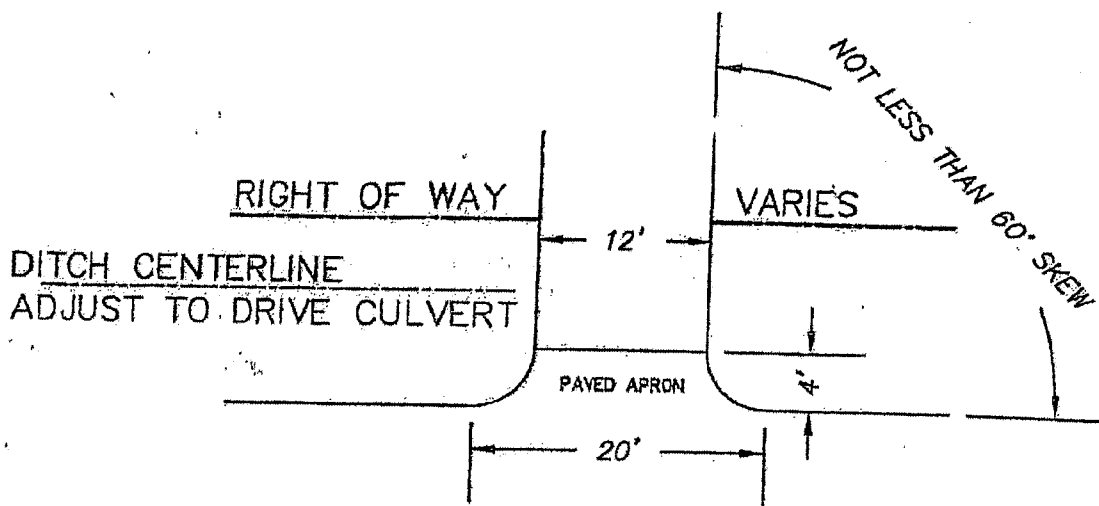 NOT LESS THAN 60° SKEW
RIGHT OF WAY
VARIES
12'
DITCH CENTERLINE
ADJUST TO DRIVE CULVERT
PAVED APRON
4'
20'